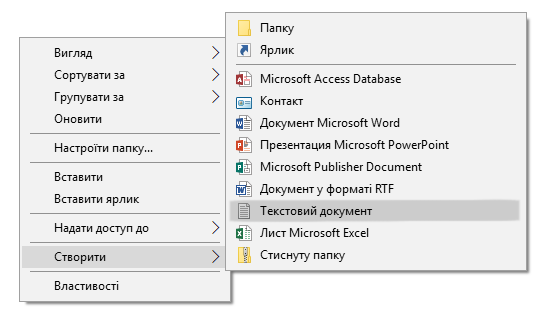 Вигляд
Сортувати за
Групувати за
Оновити
Настроїти папку...
Вставити
Вставити ярлик
Надати доступ до
Створити
Властивості
Папку
Ярлик
Microsoft Access Database
Контакт
Документ Microsoft Word
Презентація Microsoft PowerPoint
Microsoft Publisher Document
Документ у форматі RTF
Текстовий документ
Лист Microsoft Excel
Стиснуту папку